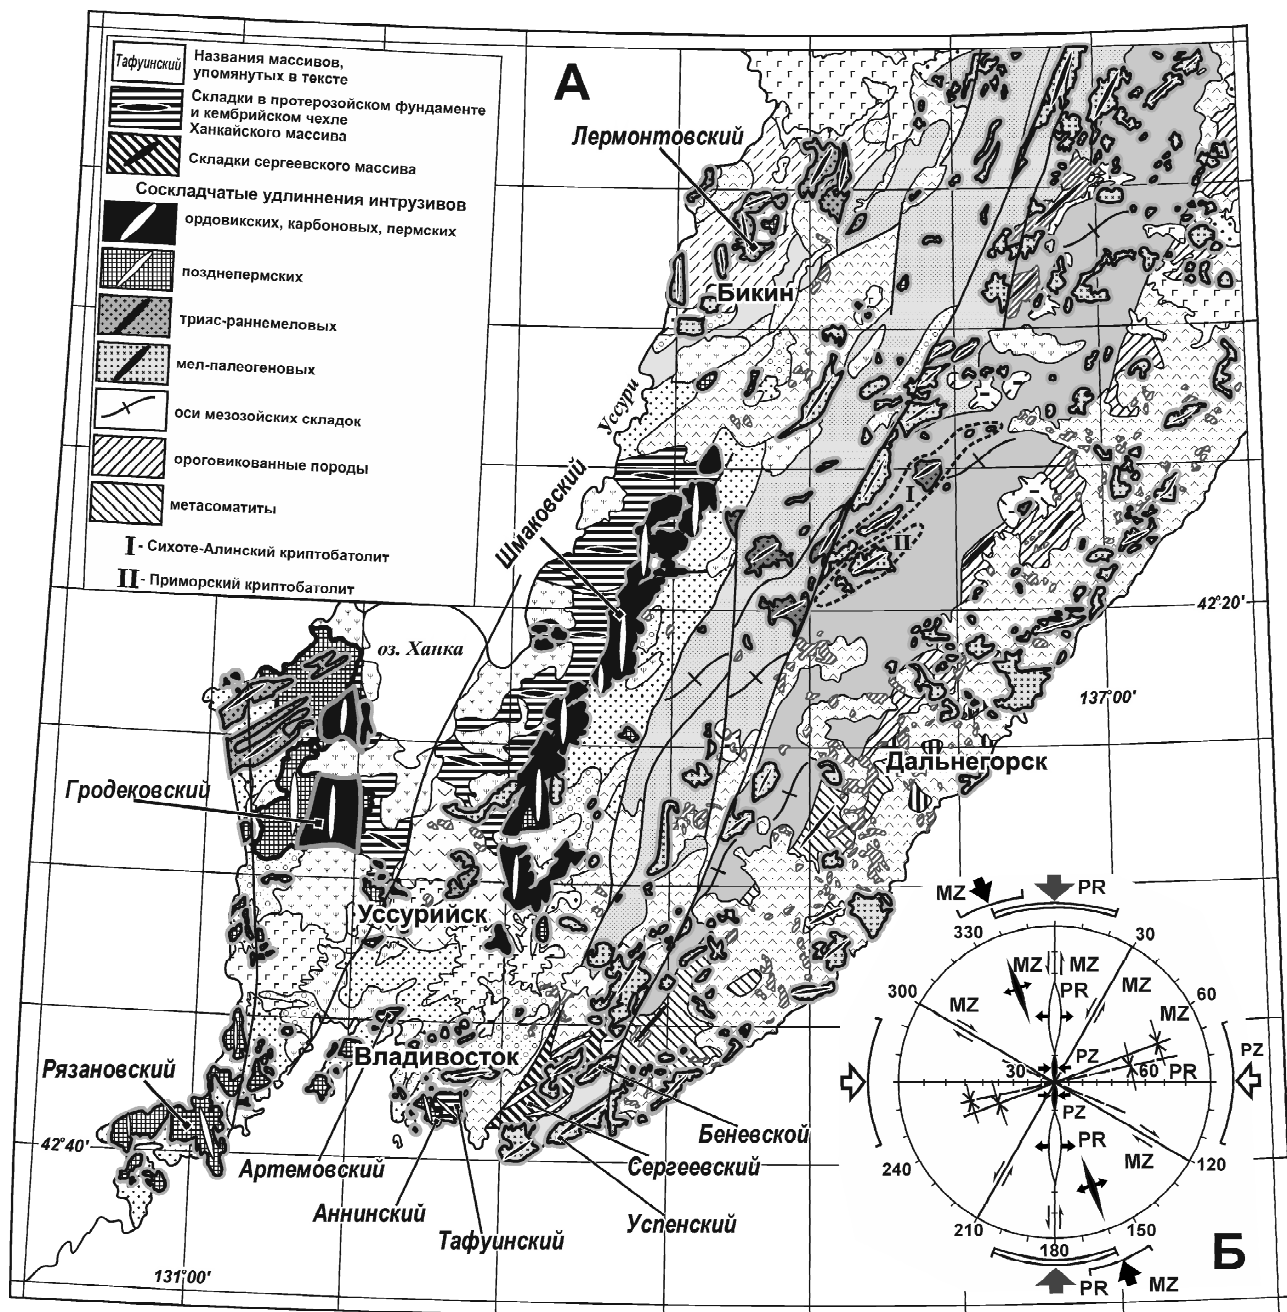 Тафуинский
Названия массивов,
упомянутых в тексте
Складки в протерозойском фундаменте
и кембрийском чехле
Ханкайского массива
Складки сергеевского массива
Соскладчатые удлиннения интрузивов
ордовикских, карбоновых, пермских
позднепермских
триас-раннемеловых
мел-палеогеновых
оси мезозойских складок
ороговикованные породы
метасоматиты
I - Сихоте-Алинский криптобатолит
II - Приморский криптобатолит
А
Лермонтовский
Бикин
Уссури
Шмаковский
I
II
42°20'
оз. Ханка
137°00'
Дальнегорск
Гродековский
Уссурийск
Владивосток
Рязановский
42°40'
Артемовский
Аннинский
Тафуинский
Беневской
Сергеевский
Успенский
131°00'
MZ
PR
330
30
MZ
MZ
PR
MZ
300
MZ
60
MZ
PZ
PZ
30
60
PR
PZ
PR
MZ
240
120
210
180
150
PR
MZ
Б